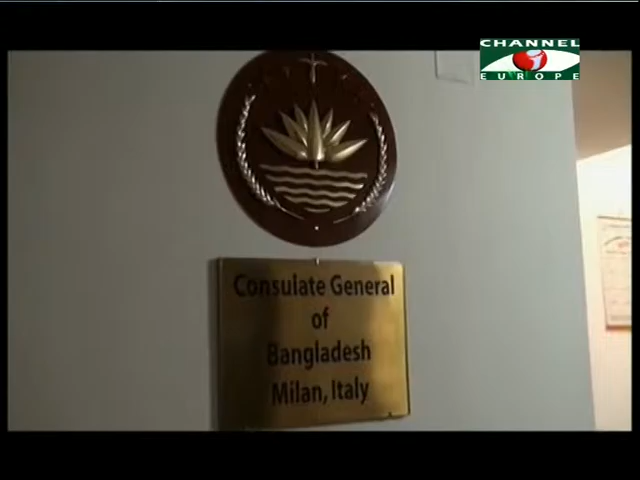 CHANNEL
i
EUROPE
Consulate General
of
Bangladesh
Milan, Italy